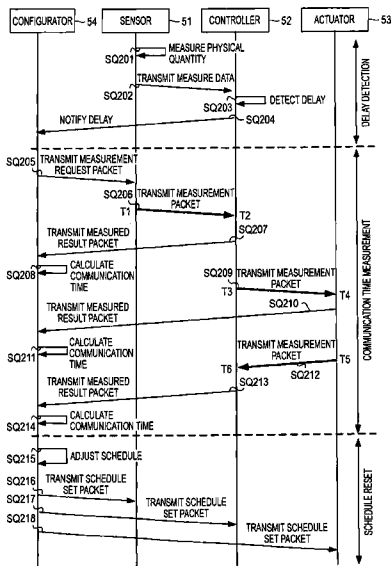 CONFIGURATOR 54 SENSOR 51 CONTROLLER 52 ACTUATOR 53
SQ201 MEASURE PHYSICAL
QUANTITY
TRANSMIT MEASURE DATA
SQ202
SQ203 DETECT DELAY
NOTIFY DELAY SQ204
DELAY DETECTION
SQ205 TRANSMIT MEASUREMENT
REQUEST PACKET
SQ206 TRANSMIT MEASUREMENT
PACKET
T1 T2
TRANSMIT MEASURED
RESULT PACKET
SQ207
SQ208 CALCULATE
COMMUNICATION
TIME
SQ209 TRANSMIT MEASUREMENT
PACKET
T3 T4
TRANSMIT MEASURED
RESULT PACKET
SQ210
SQ211 CALCULATE
COMMUNICATION
TIME
TRANSMIT MEASUREMENT
PACKET
T6 T5
SQ212
TRANSMIT MEASURED
RESULT PACKET
SQ213
SQ214 CALCULATE
COMMUNICATION TIME
COMMUNICATION TIME MEASUREMENT
SQ215 ADJUST SCHEDULE
SQ216 TRANSMIT SCHEDULE
SET PACKET
SQ217 TRANSMIT SCHEDULE
SET PACKET
SQ218 TRANSMIT SCHEDULE
SET PACKET
SCHEDULE RESET